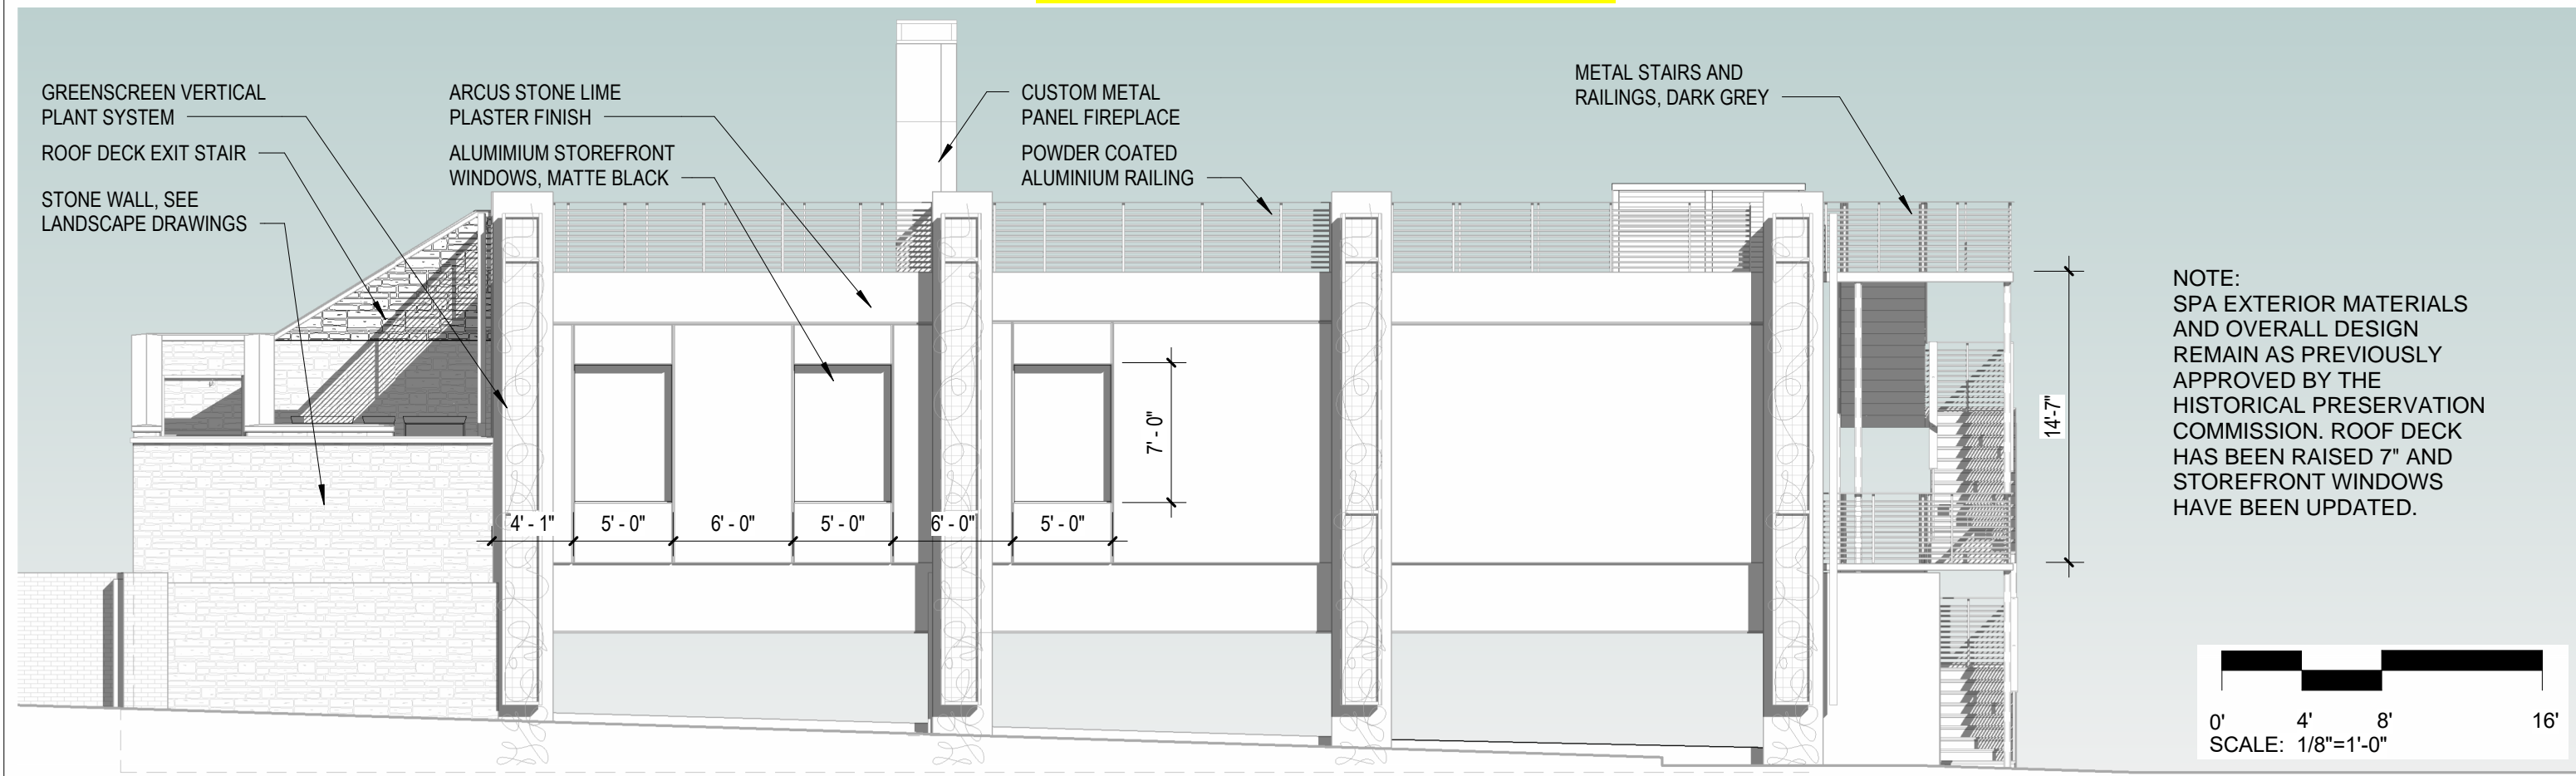 GREENSCREEN VERTICAL
PLANT SYSTEM
ROOF DECK EXIT STAIR
STONE WALL, SEE
LANDSCAPE DRAWINGS
ARCUS STONE LIME
PLASTER FINISH
ALUMIMIUM STOREFRONT
WINDOWS, MATTE BLACK
CUSTOM METAL
PANEL FIREPLACE
POWDER COATED
ALUMINIUM RAILING
METAL STAIRS AND
RAILINGS, DARK GREY
4' - 1"
5' - 0"
6' - 0"
5' - 0"
6' - 0"
5' - 0"
7' - 0"
14'-7"
NOTE:
SPA EXTERIOR MATERIALS
AND OVERALL DESIGN
REMAIN AS PREVIOUSLY
APPROVED BY THE
HISTORICAL PRESERVATION
COMMISSION. ROOF DECK
HAS BEEN RAISED 7" AND
STOREFRONT WINDOWS
HAVE BEEN UPDATED.
0' 4' 8' 16'
SCALE: 1/8"=1'-0"